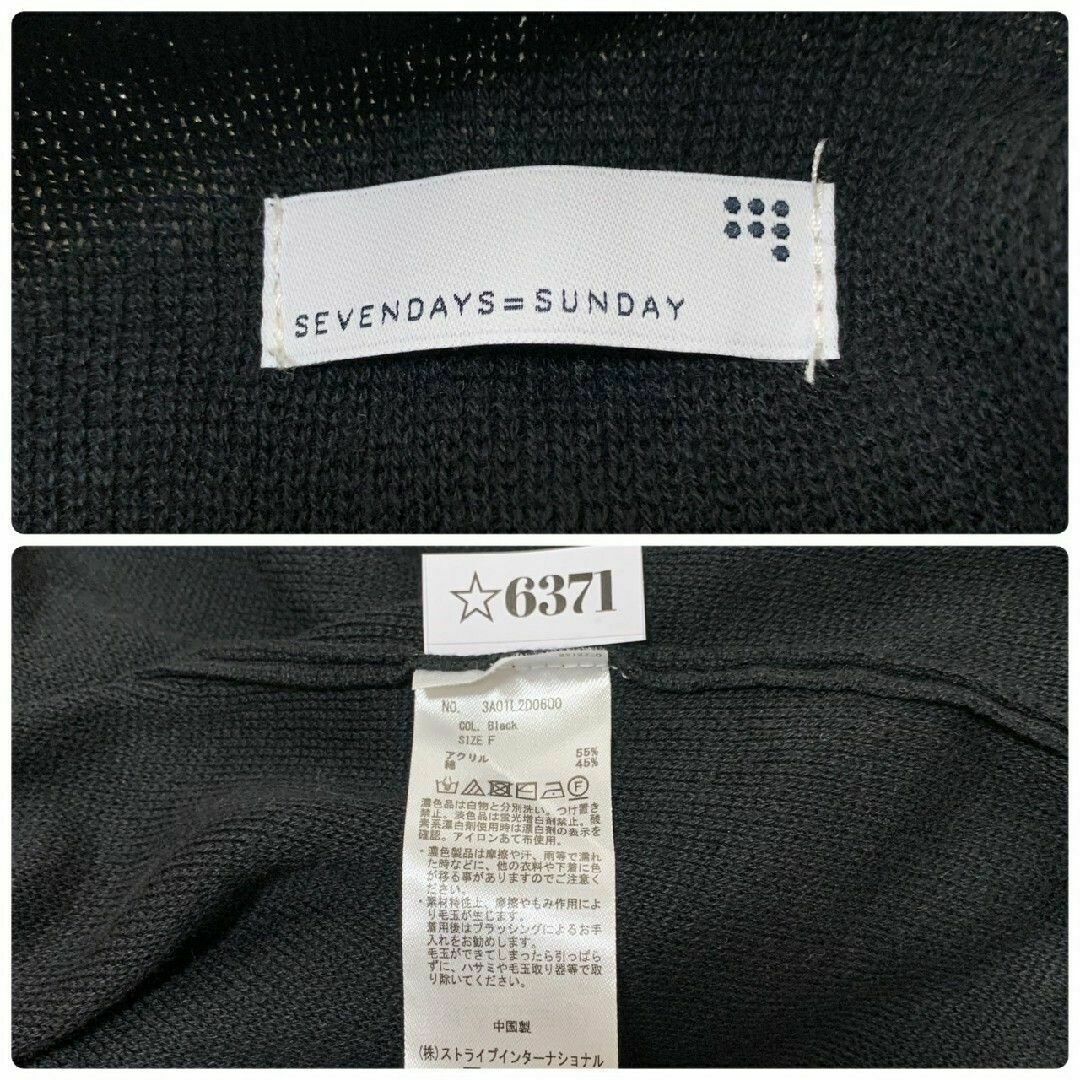 SEVENDAYS=SUNDAY
☆6371
NO. 3A01L2D0600
COL. Black
SIZE F
アクリル 55%
綿 45%
濃色品は白物と分別洗い。つけ置き
禁止。淡色品は蛍光増白剤禁止。酸
素系漂白剤使用時は漂白剤の表示を
確認。アイロンあて布使用。
・濃色製品は摩擦や汗、雨等で濡れ
た時などに、他の衣料や下着に色
が移る事がありますのでご注意く
ださい。
・素材特性上、摩擦やもみ作用によ
り毛玉が生じます。
着用後はブラッシングによるお手
入れをお勧めします。
毛玉ができてしまったら引っぱら
ずに、ハサミや毛玉取り器等で取
り除いてください。
中国製
(株)ストライプインターナショナル